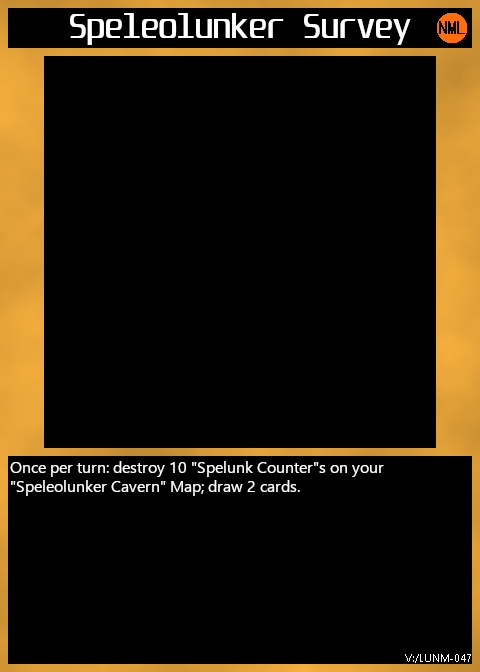 Speleolunker Survey
NML
Once per turn: destroy 10 "Spelunk Counter"s on your
"Speleolunker Cavern" Map; draw 2 cards.
V:/LUNM-047